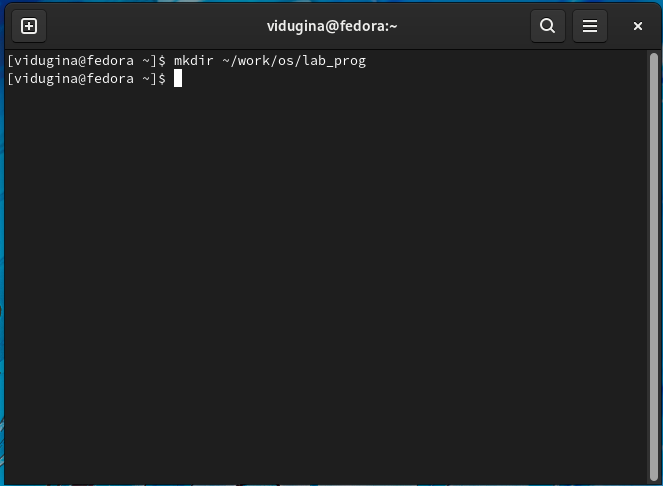 vidugina@fedora:~
[vidugina@fedora ~]$ mkdir ~/work/os/lab_prog
[vidugina@fedora ~]$